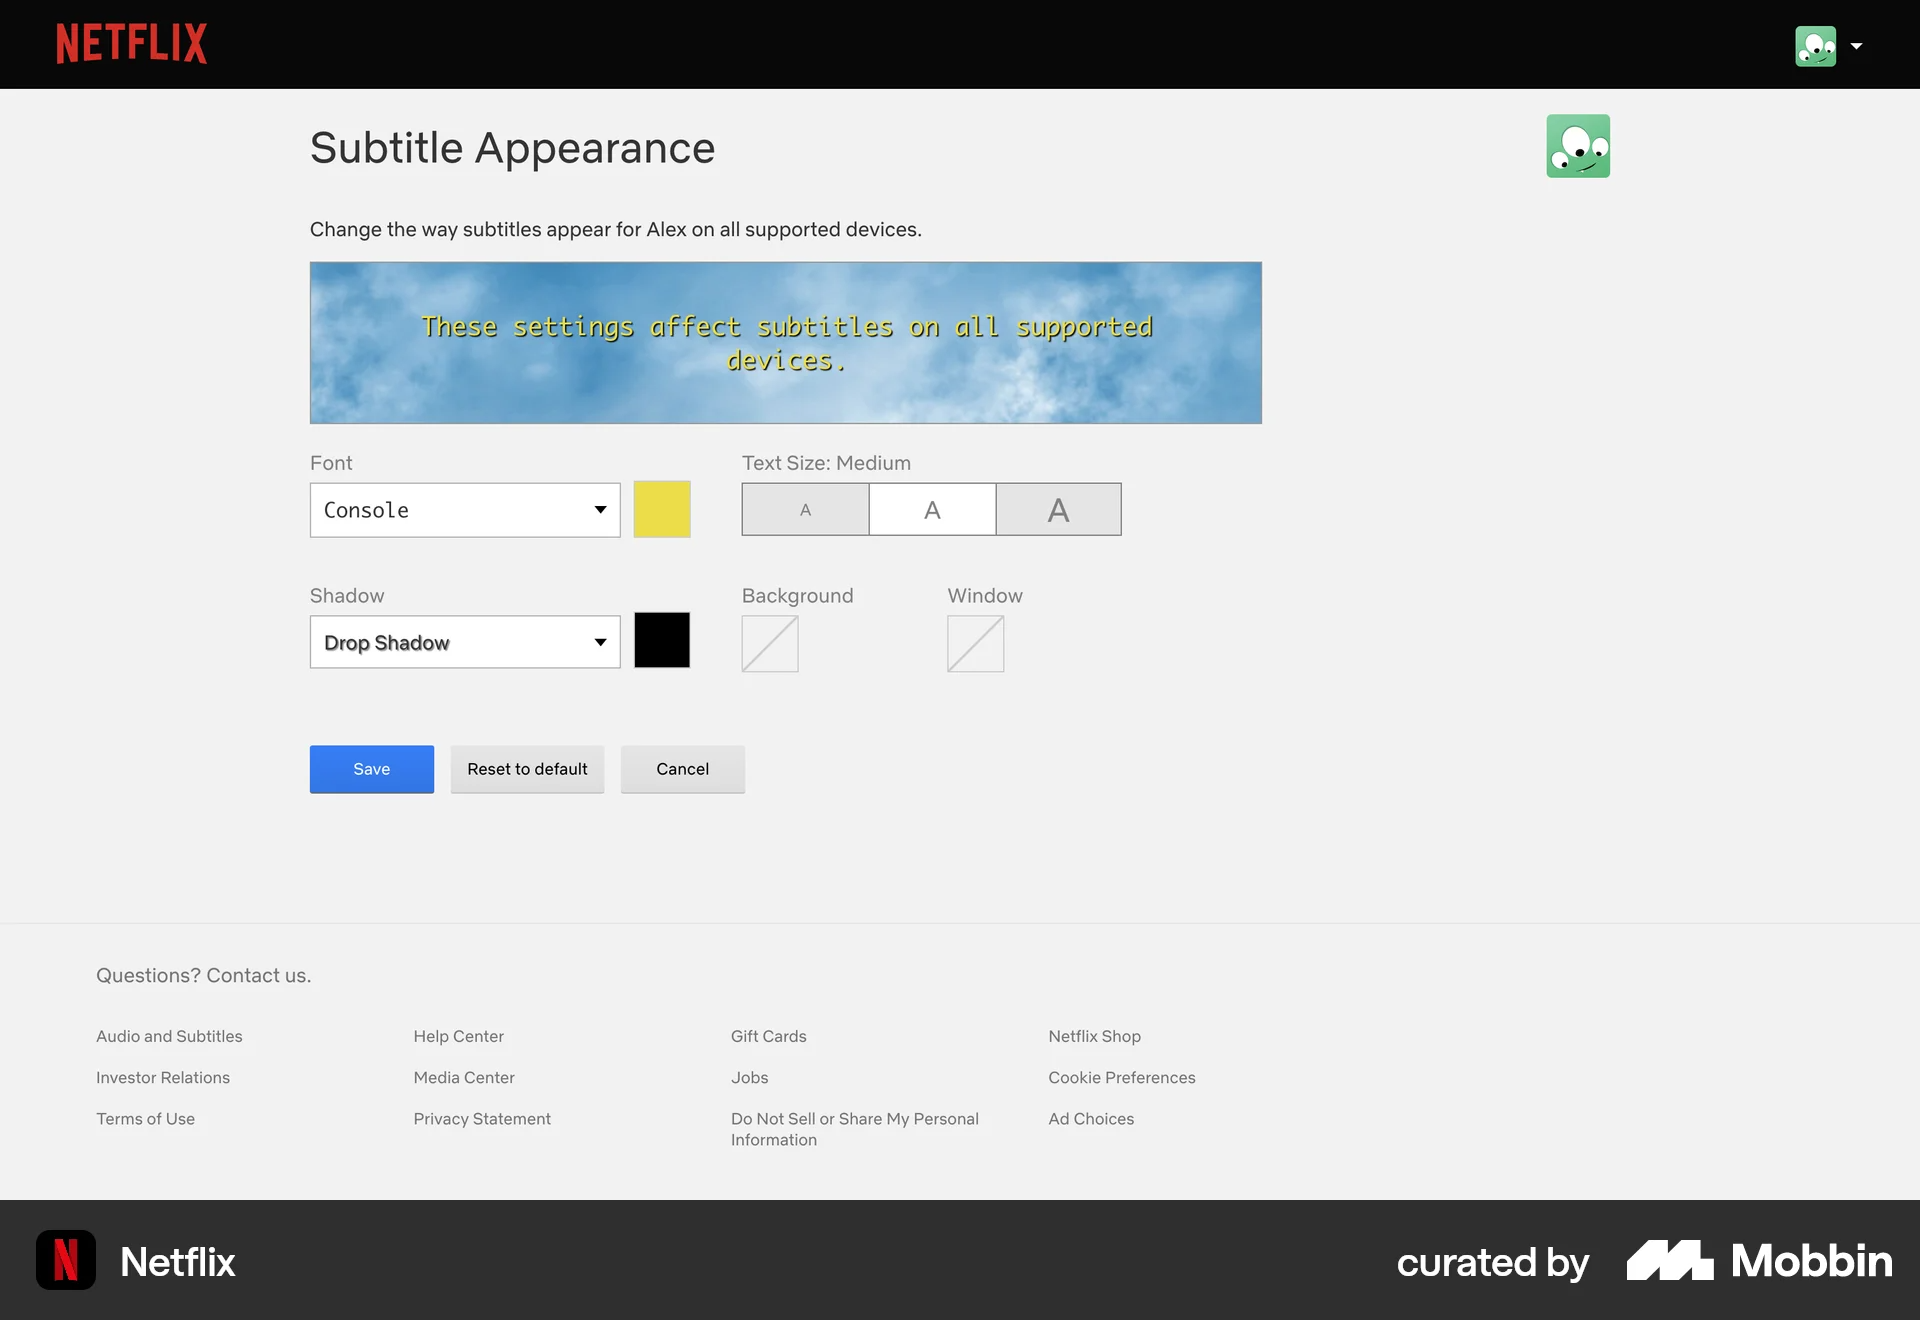 NETFLIX
Subtitle Appearance
Change the way subtitles appear for Alex on all supported devices.
These settings affect subtitles on all supported
devices.
Font
Text Size: Medium
Console
A
A
A
Shadow
Background
Window
Drop Shadow
Save
Reset to default
Cancel
Questions? Contact us.
Audio and Subtitles
Help Center
Gift Cards
Netflix Shop
Investor Relations
Media Center
Jobs
Cookie Preferences
Terms of Use
Privacy Statement
Do Not Sell or Share My Personal
Information
Ad Choices
N
Netflix
curated by
Mobbin